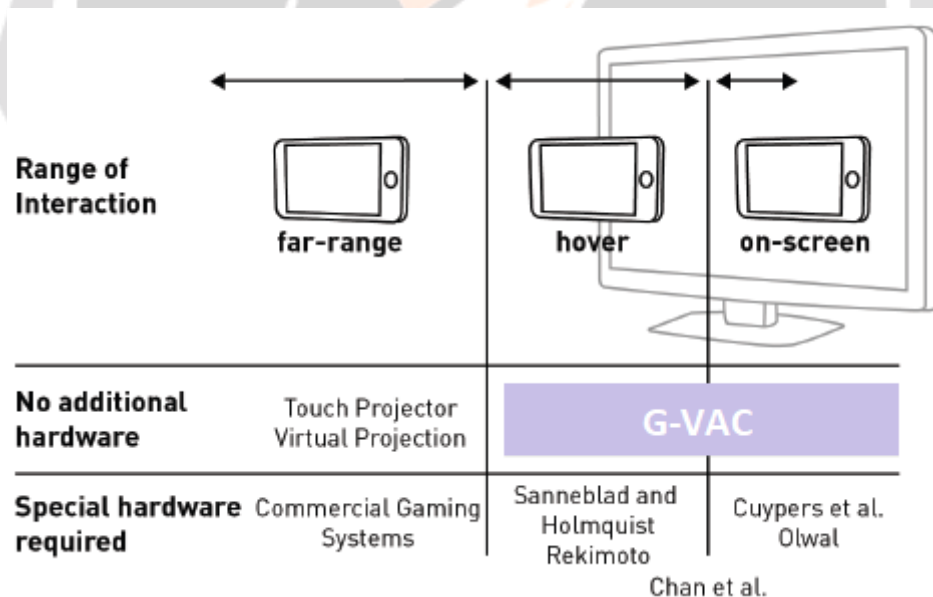 Range of
Interaction
far-range
hover
on-screen
No additional
hardware
Touch Projector
Virtual Projection
G-VAC
Special hardware
required
Commercial Gaming
Systems
Sanneblad and
Holmquist
Rekimoto
Cuypers et al.
Olwal
Chan et al.